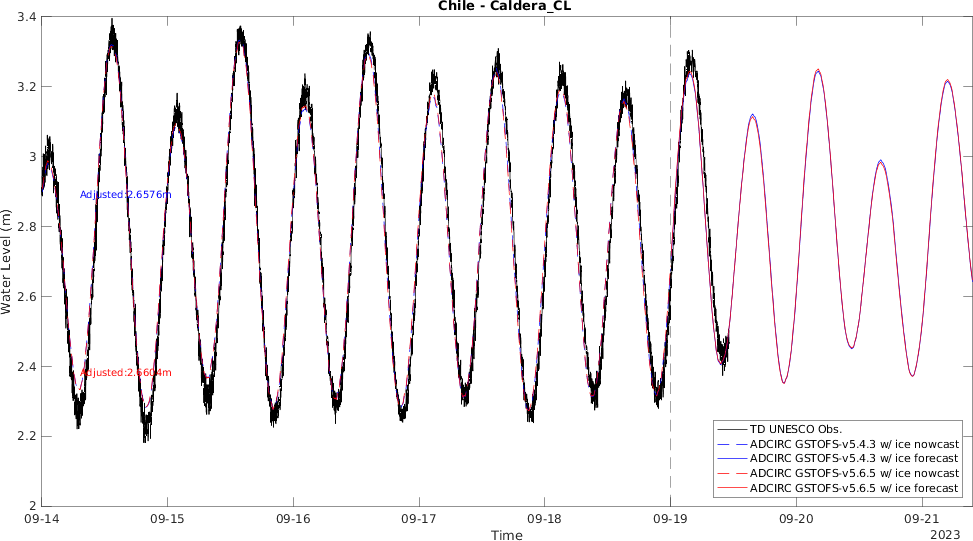 Chile - Caldera_CL
3.4
3.2
3
2.8
2.6
2.4
2.2
2
Water Level (m)
Adjusted:2.6576m
Adjusted:2.6604m
TD UNESCO Obs.
ADCIRC GSTOFS-v5.4.3 w/ ice nowcast
ADCIRC GSTOFS-v5.4.3 w/ ice forecast
ADCIRC GSTOFS-v5.6.5 w/ ice nowcast
ADCIRC GSTOFS-v5.6.5 w/ ice forecast
09-14 09-15 09-16 09-17 09-18 09-19 09-20 09-21
Time
2023